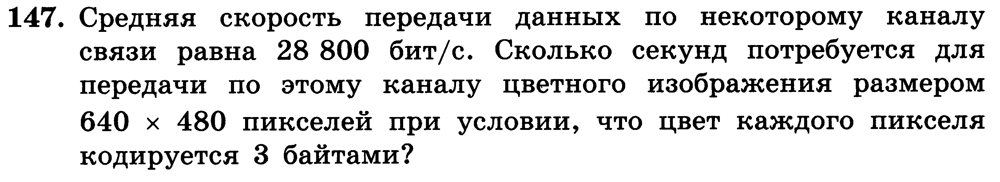 147. Средняя скорость передачи данных по некоторому каналу
связи равна 28 800 бит/с. Сколько секунд потребуется для
передачи по этому каналу цветного изображения размером
640 × 480 пикселей при условии, что цвет каждого пикселя
кодируется 3 байтами?